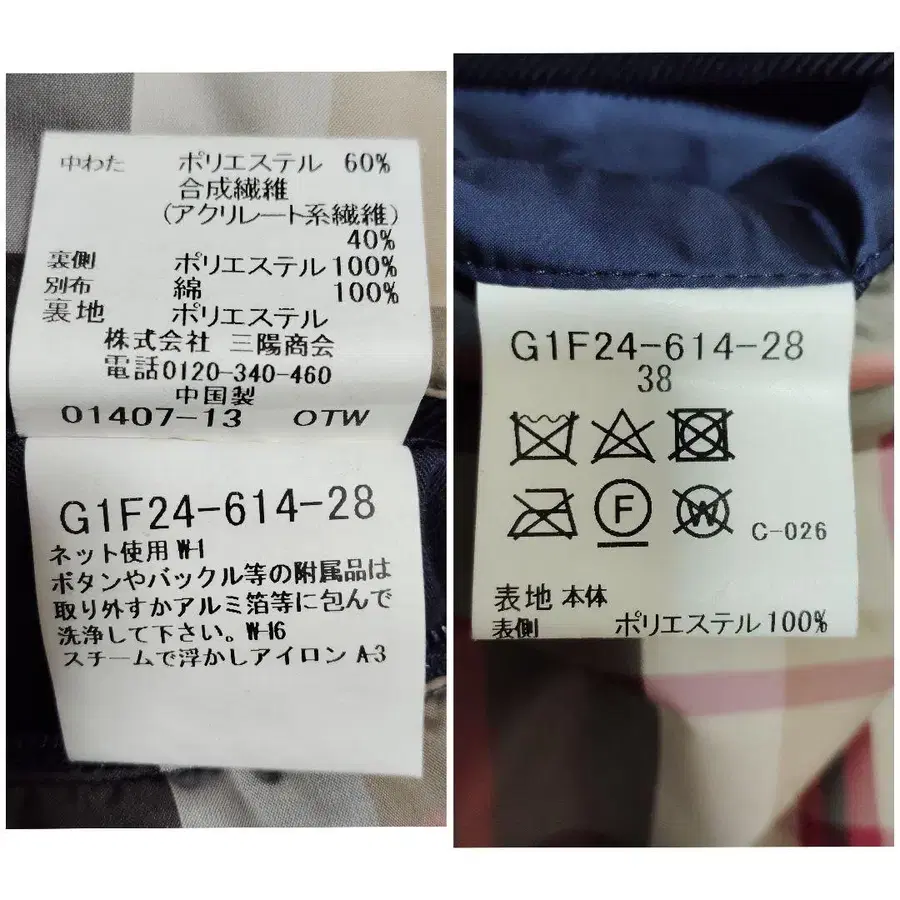 中わた ポリエステル 60%
合成繊維
(アクリレート系繊維)
40%
裏側 ポリエステル 100%
別布 綿 100%
裏地 ポリエステル
株式会社 三陽商会
電話0120-340-460
中国製
01407-13 OTW
G1F24-614-28
ネット使用 W-1
ボタンやバックル等の附属品は
取り外すかアルミ箔等に包んで
洗浄して下さい。W-16
スチームで浮かしアイロン A-3
G1F24-614-28
38
F W C-026
表地 本体
表側 ポリエステル 100%